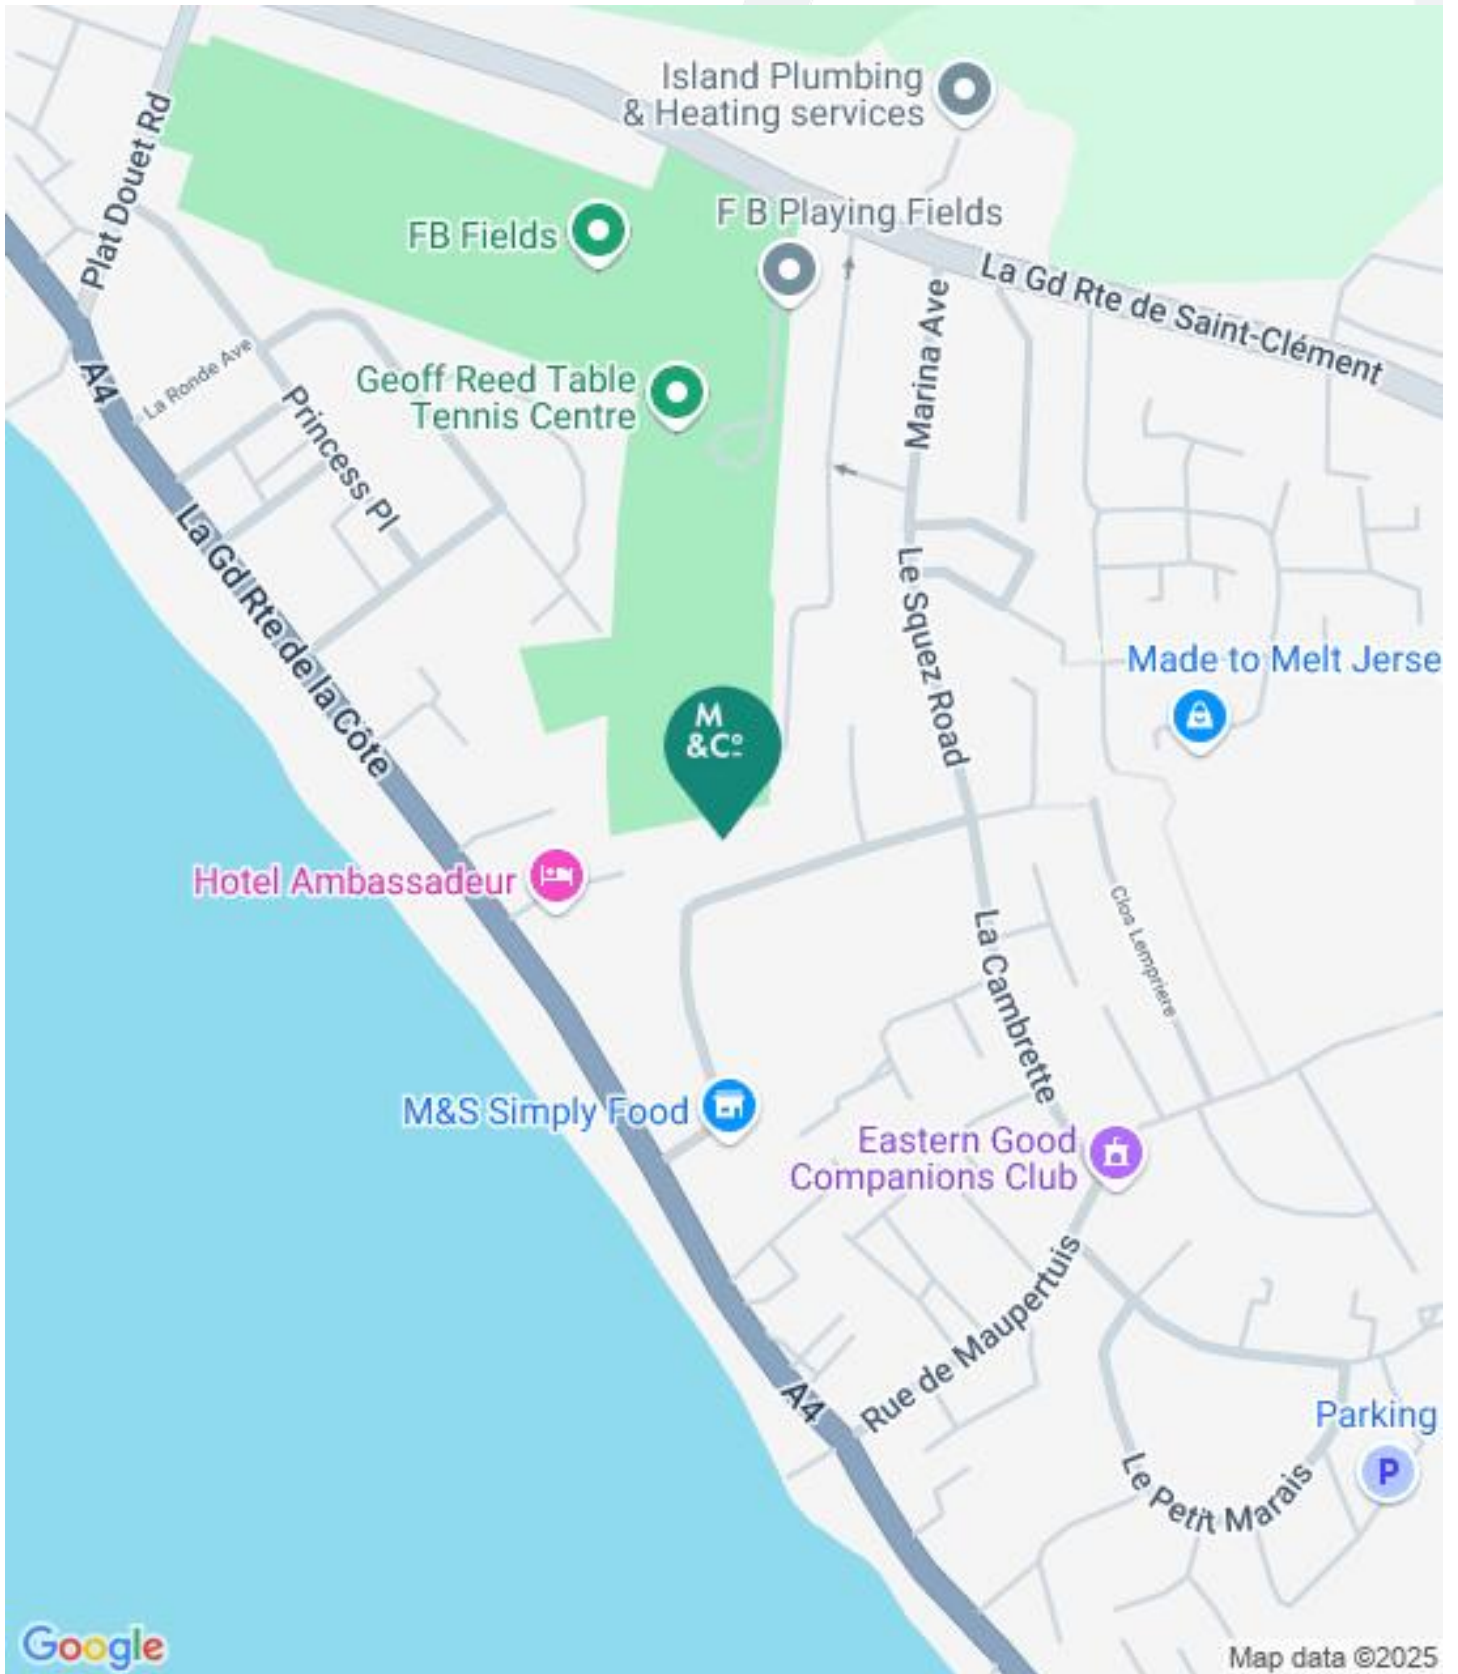 Island Plumbing
& Heating services
Plat Douet Rd
F B Playing Fields
FB Fields
La Gd Rte de Saint-Clément
Marina Ave
A4
La Ronde Ave
Geoff Reed Table
Tennis Centre
Princess Pl
La Gd Rte de la Côte
Le Squez Road
Made to Melt Jerse
M
&Co
Hotel Ambassadeur
La Cambrette
Clos Lempriere
M&S Simply Food
Eastern Good
Companions Club
Rue de Maupertuis
A4
Parking
P
Le Petit Marais
Google
Map data ©2025